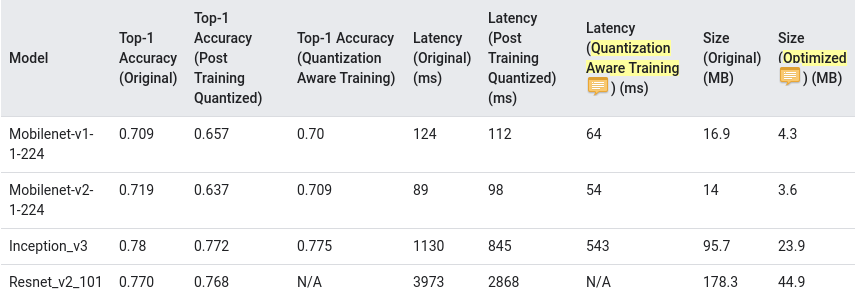 Model | Top-1 Accuracy (Original) | Top-1 Accuracy (Post Training Quantized) | Top-1 Accuracy (Quantization Aware Training) | Latency (Original) (ms) | Latency (Post Training Quantized) (ms) | Latency (Quantization Aware Training) (ms) | Size (Original) (MB) | Size (Optimized) (MB)
Mobilenet-v1-1-224 | 0.709 | 0.657 | 0.70 | 124 | 112 | 64 | 16.9 | 4.3
Mobilenet-v2-1-224 | 0.719 | 0.637 | 0.709 | 89 | 98 | 54 | 14 | 3.6
Inception_v3 | 0.78 | 0.772 | 0.775 | 1130 | 845 | 543 | 95.7 | 23.9
Resnet_v2_101 | 0.770 | 0.768 | N/A | 3973 | 2868 | N/A | 178.3 | 44.9